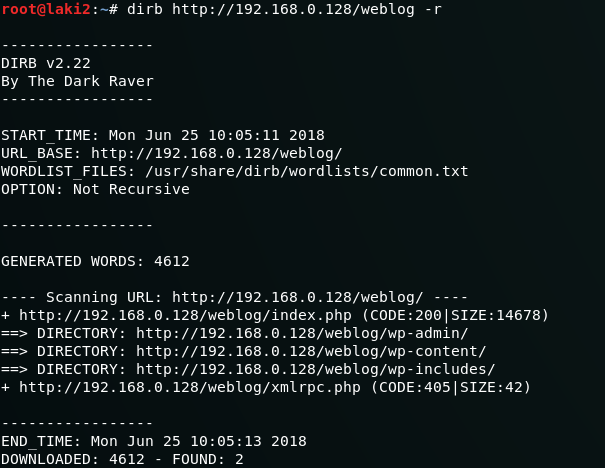 root@laki2:~# dirb http://192.168.0.128/weblog -r
-----------------
DIRB v2.22
By The Dark Raver
-----------------
START_TIME: Mon Jun 25 10:05:11 2018
URL_BASE: http://192.168.0.128/weblog/
WORDLIST_FILES: /usr/share/dirb/wordlists/common.txt
OPTION: Not Recursive
-----------------
GENERATED WORDS: 4612
---- Scanning URL: http://192.168.0.128/weblog/ ----
+ http://192.168.0.128/weblog/index.php (CODE:200|SIZE:14678)
==> DIRECTORY: http://192.168.0.128/weblog/wp-admin/
==> DIRECTORY: http://192.168.0.128/weblog/wp-content/
==> DIRECTORY: http://192.168.0.128/weblog/wp-includes/
+ http://192.168.0.128/weblog/xmlrpc.php (CODE:405|SIZE:42)
-----------------
END_TIME: Mon Jun 25 10:05:13 2018
DOWNLOADED: 4612 - FOUND: 2